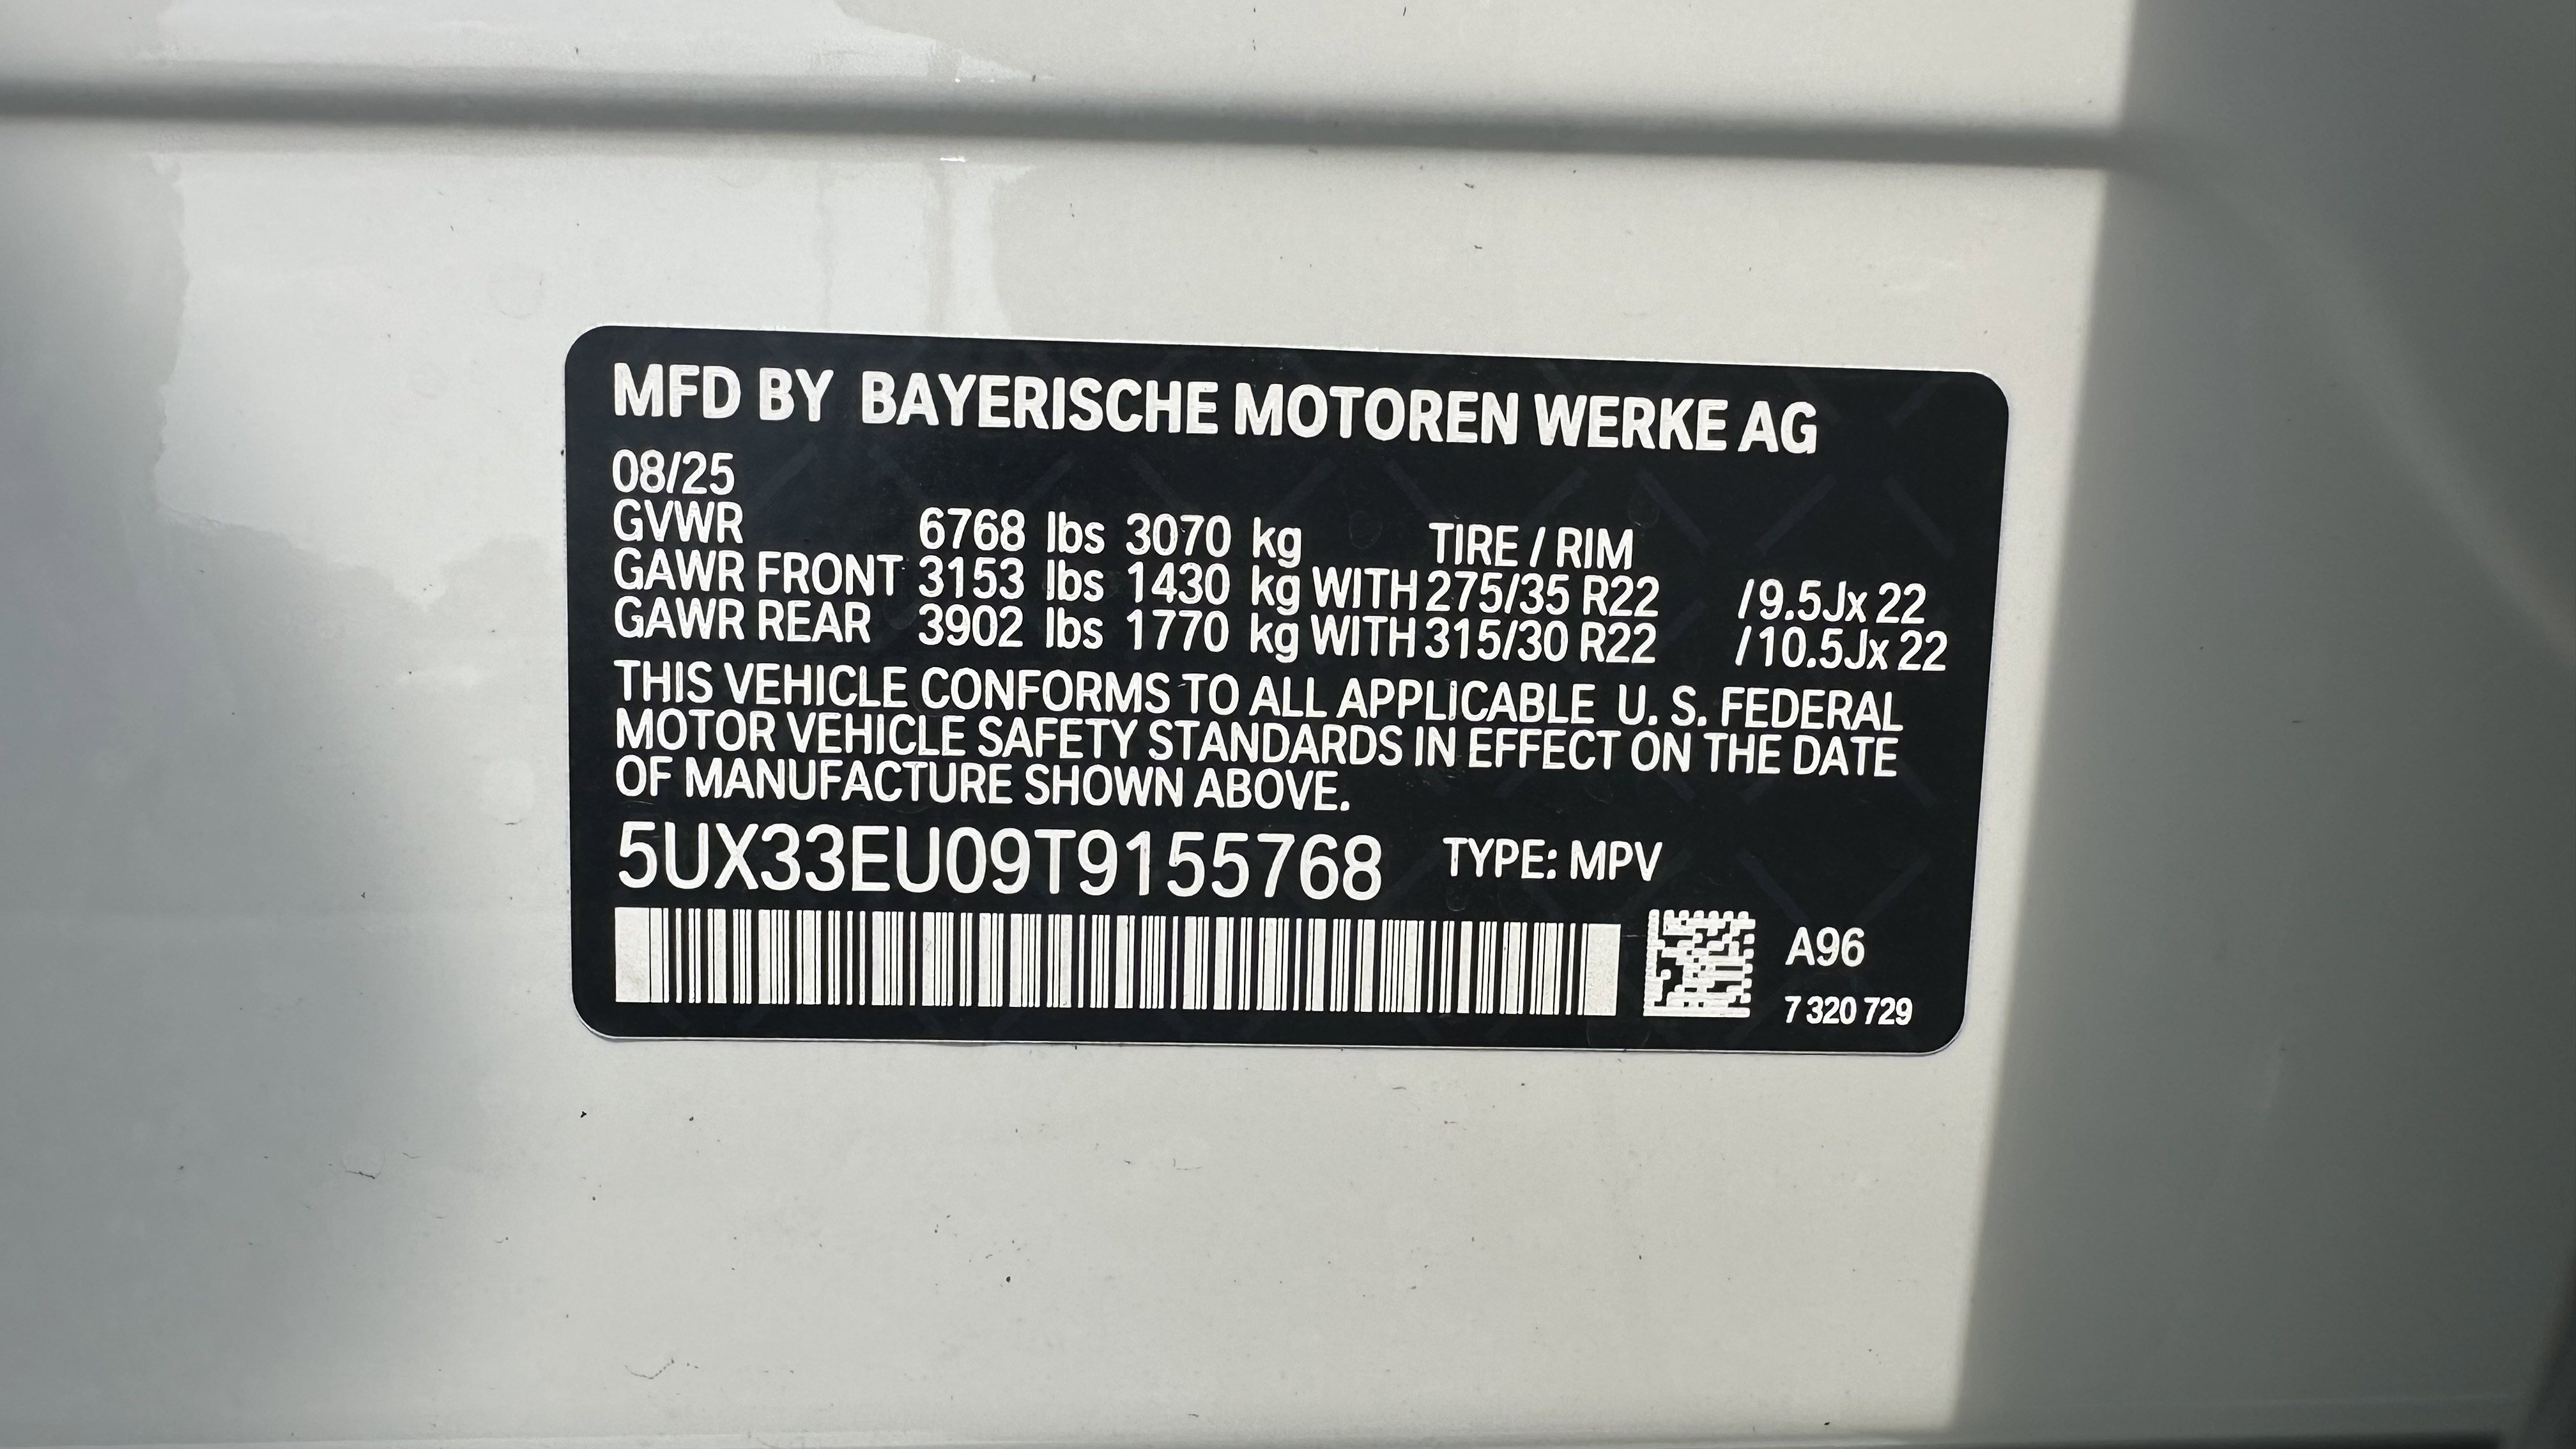 MFD BY BAYERISCHE MOTOREN WERKE AG
08/25
GVWR 6768 lbs 3070 kg TIRE / RIM
GAWR FRONT 3153 lbs 1430 kg WITH 275/35 R22 /9.5Jx 22
GAWR REAR 3902 lbs 1770 kg WITH 315/30 R22 /10.5Jx 22
THIS VEHICLE CONFORMS TO ALL APPLICABLE U. S. FEDERAL
MOTOR VEHICLE SAFETY STANDARDS IN EFFECT ON THE DATE
OF MANUFACTURE SHOWN ABOVE.
5UX33EU09T9155768 TYPE: MPV
A96
7 320 729